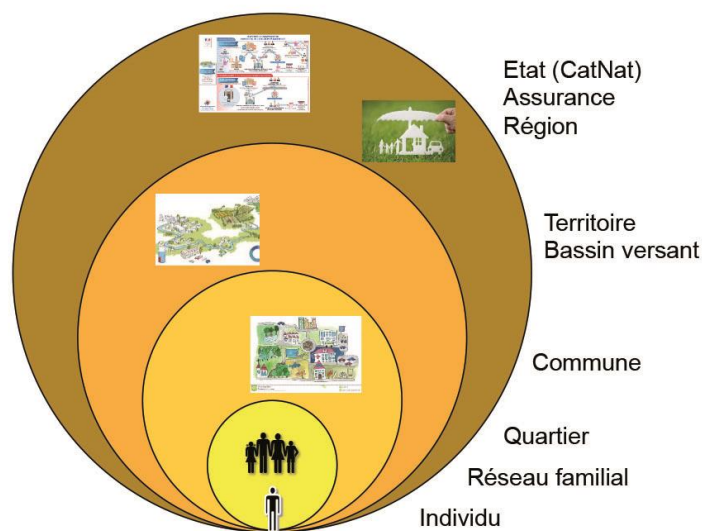 Etat (CatNat)
Assurance
Région
Territoire
Bassin versant
Commune
Quartier
Réseau familial
Individu